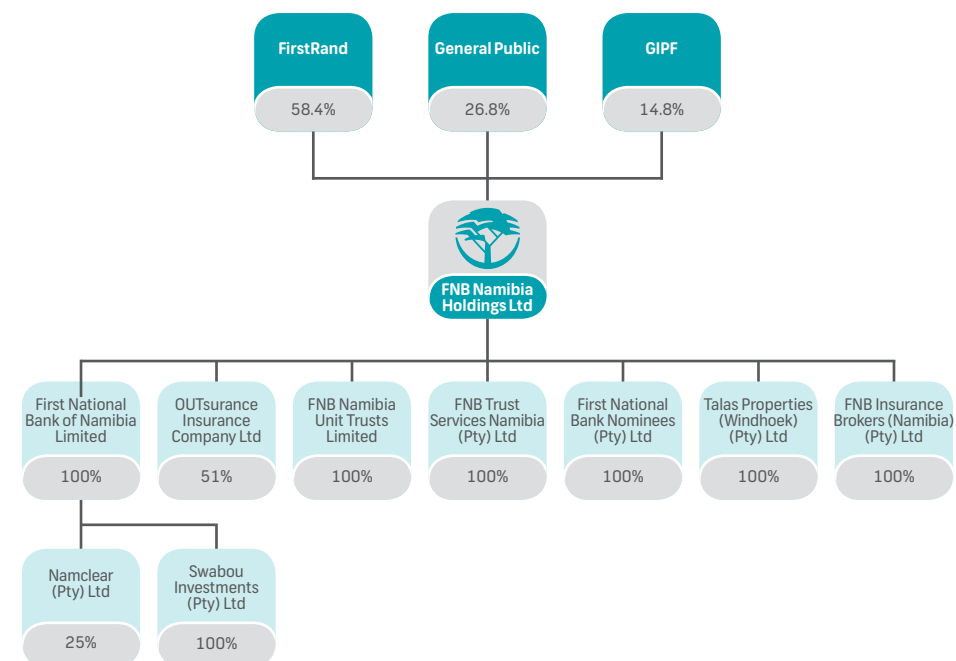 FirstRand
58.4%
General Public
26.8%
GIPF
14.8%
FNB Namibia
Holdings Ltd
First National
Bank of Namibia
Limited
100%
OUTsurance
Insurance
Company Ltd
51%
FNB Namibia
Unit Trusts
Limited
100%
FNB Trust
Services Namibia
(Pty) Ltd
100%
First National
Bank Nominees
(Pty) Ltd
100%
Talas Properties
(Windhoek)
(Pty) Ltd
100%
FNB Insurance
Brokers (Namibia)
(Pty) Ltd
100%
Namclear
(Pty) Ltd
25%
Swabou
Investments
(Pty) Ltd
100%